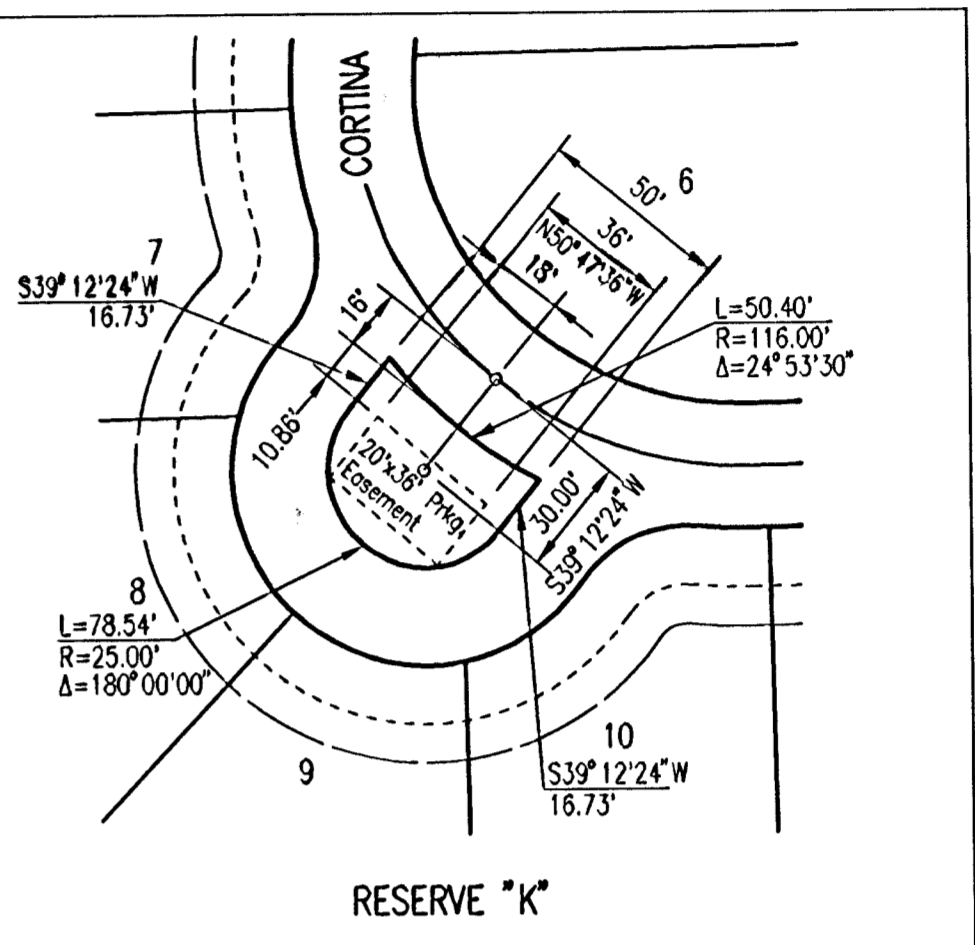 CORTINA
6
50'
36'
N50° 47'36" W
18'
7
S39° 12'24" W
16.73'
16'
10.86'
L=50.40'
R=116.00'
Δ=24° 53'30"
20'x36' Prkg.
Easement
30.00'
S39° 12'24" W
8
L=78.54'
R=25.00'
Δ=180° 00'00"
9
10
S39° 12'24" W
16.73'
RESERVE "K"